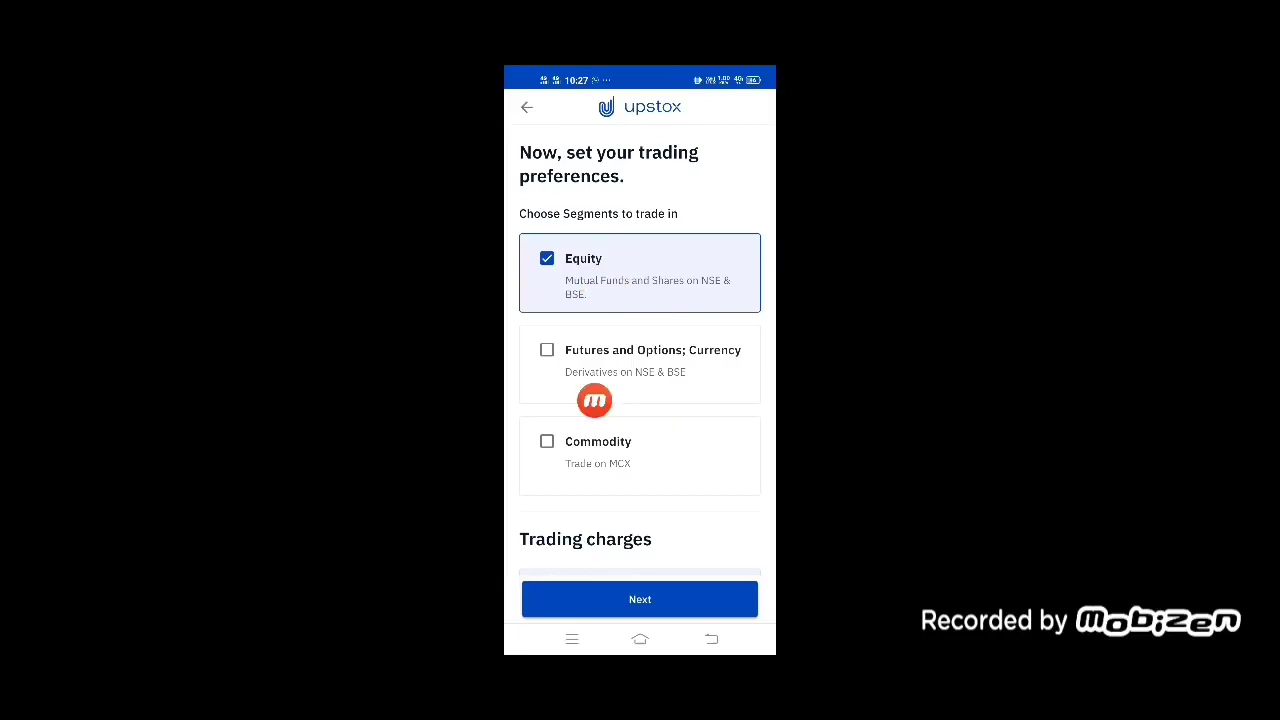 10:27
upstox
Now, set your trading
preferences.
Choose Segments to trade in
Equity
Mutual Funds and Shares on NSE &
BSE.
Futures and Options; Currency
Derivatives on NSE & BSE
m
Commodity
Trade on MCX
Trading charges
Next
Recorded by mobizen